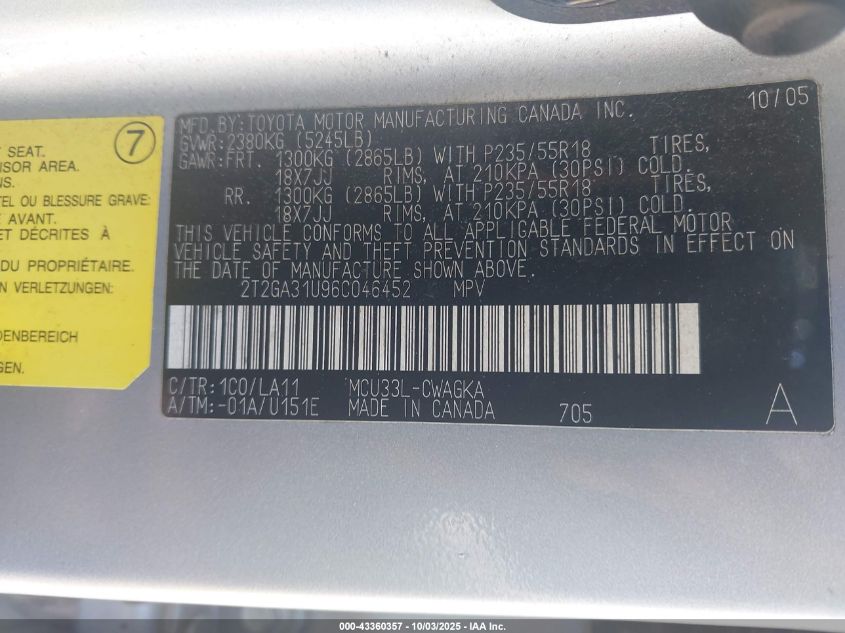 7
SEAT.
SOR AREA.
NS.
TEL OU BLESSURE GRAVE:
AVANT.
ET DÉCRITES À
DU PROPRIÉTAIRE.
VERLETZUNGEN:
DENBEREICH
GEN.
MFD. BY: TOYOTA MOTOR MANUFACTURING CANADA INC. 10/05
GVWR: 2380KG (5245LB)
GAWR: FRT. 1300KG (2865LB) WITH P235/55R18 TIRES,
18X7JJ RIMS, AT 210KPA (30PSI) COLD.
RR. 1300KG (2865LB) WITH P235/55R18 TIRES,
18X7JJ RIMS, AT 210KPA (30PSI) COLD.
THIS VEHICLE CONFORMS TO ALL APPLICABLE FEDERAL MOTOR
VEHICLE SAFETY AND THEFT PREVENTION STANDARDS IN EFFECT ON
THE DATE OF MANUFACTURE SHOWN ABOVE.
2T2GA31U96C046452 MPV
C/TR: 1C0/LA11 MCU33L-CWAGKA
A/TM: -01A/U151E MADE IN CANADA 705 A
000-43360357 - 10/03/2025 - IAA Inc.